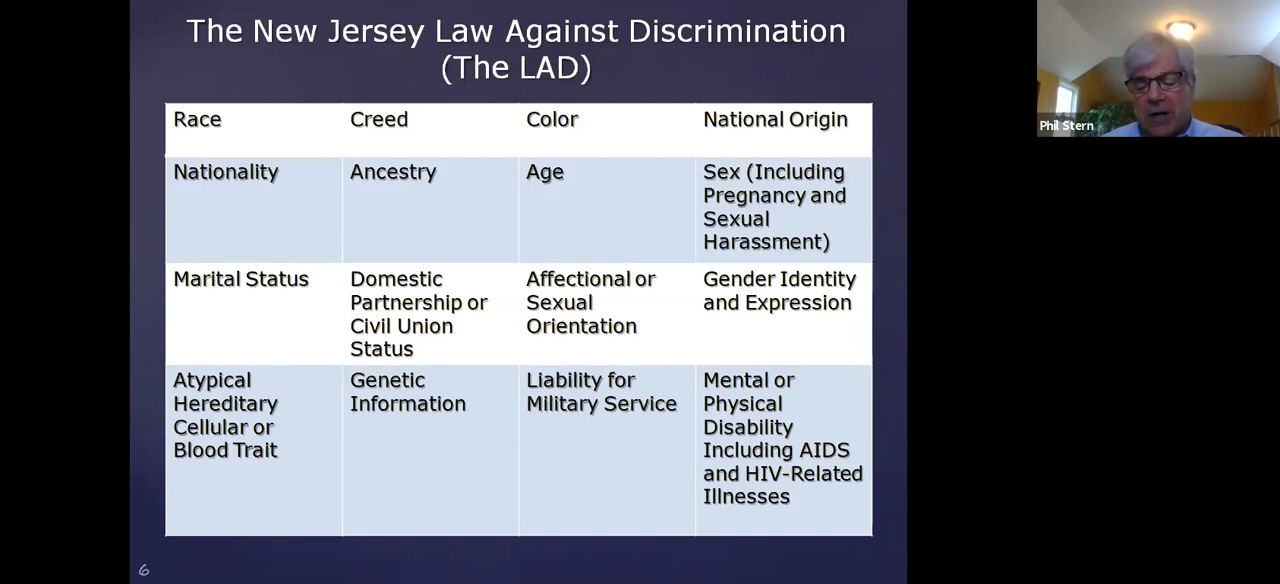 The New Jersey Law Against Discrimination
(The LAD)
Race
Creed
Color
National Origin
Nationality
Ancestry
Age
Sex (Including
Pregnancy and
Sexual
Harassment)
Marital Status
Domestic
Partnership or
Civil Union
Status
Affectional or
Sexual
Orientation
Gender Identity
and Expression
Atypical
Hereditary
Cellular or
Blood Trait
Genetic
Information
Liability for
Military Service
Mental or
Physical
Disability
Including AIDS
and HIV-Related
Illnesses
6
Phil Stern